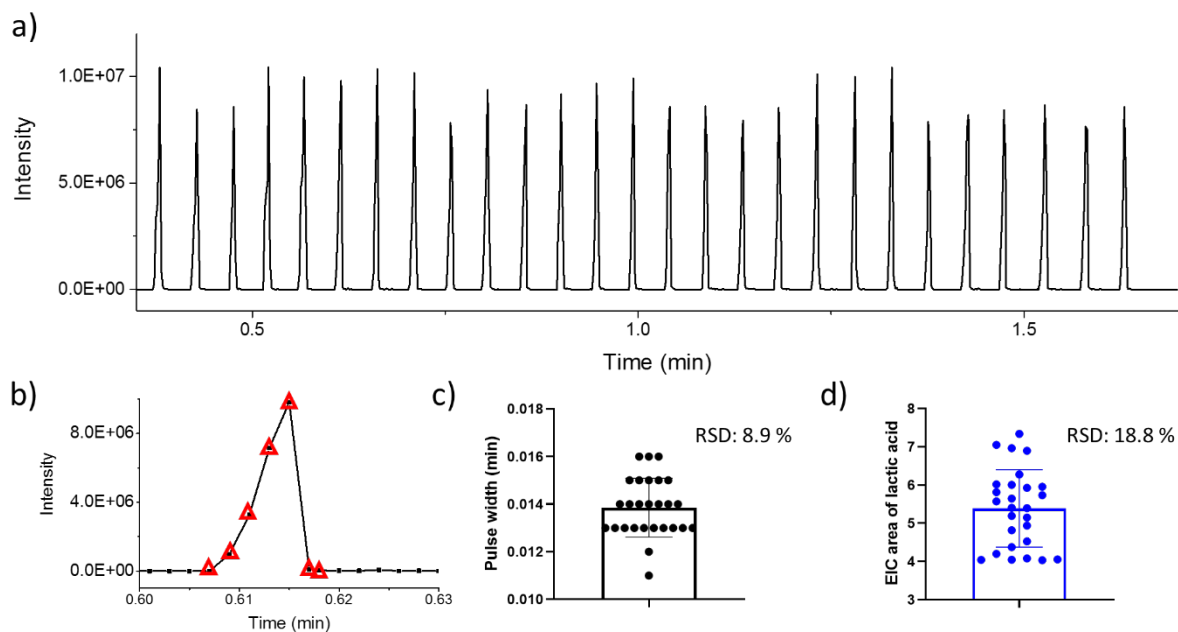 a)
Intensity
1.0E+07
5.0E+06
0.0E+00
0.5
1.0
1.5
Time (min)
b)
Intensity
8.0E+06
4.0E+06
0.0E+00
0.60
0.61
0.62
0.63
Time (min)
c)
Pulse width (min)
0.018
0.016
0.014
0.012
0.010
RSD: 8.9 %
d)
EIC area of lactic acid
8
7
6
5
4
3
RSD: 18.8 %